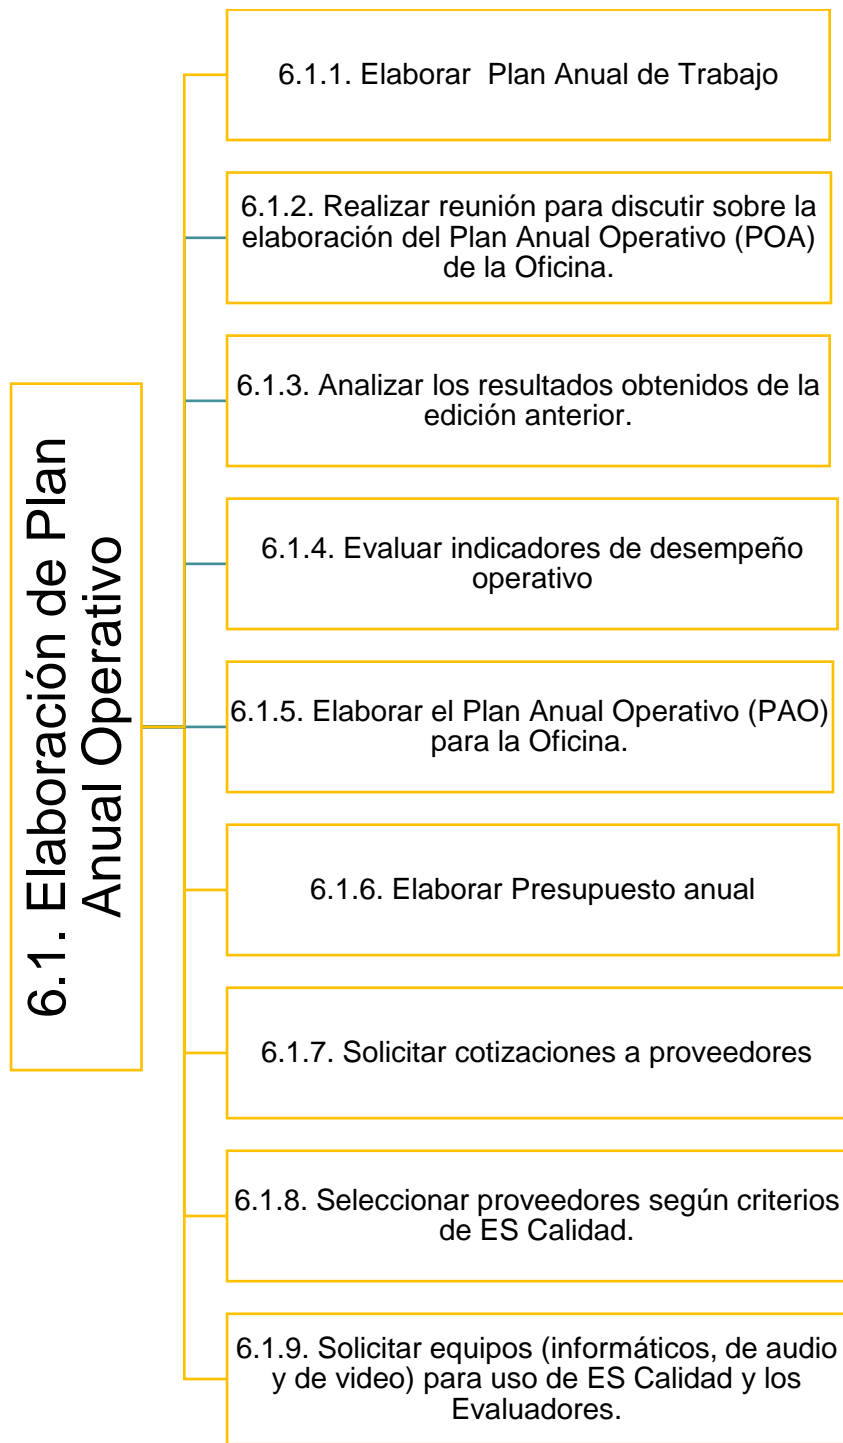 6.1. Elaboración de Plan
Anual Operativo
6.1.1. Elaborar  Plan Anual de Trabajo
6.1.2. Realizar reunión para discutir sobre la
elaboración del Plan Anual Operativo (POA)
de la Oficina.
6.1.3. Analizar los resultados obtenidos de la
edición anterior.
6.1.4. Evaluar indicadores de desempeño
operativo
6.1.5. Elaborar el Plan Anual Operativo (PAO)
para la Oficina.
6.1.6. Elaborar Presupuesto anual
6.1.7. Solicitar cotizaciones a proveedores
6.1.8. Seleccionar proveedores según criterios
de ES Calidad.
6.1.9. Solicitar equipos (informáticos, de audio
y de video) para uso de ES Calidad y los
Evaluadores.